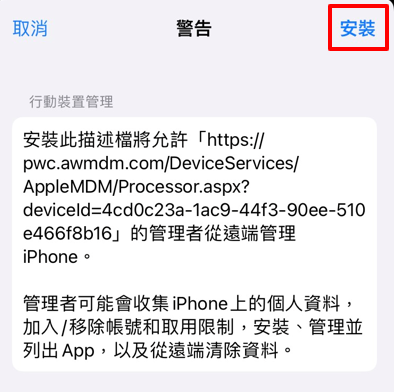 取消
警告
安裝
行動裝置管理
安裝此描述檔將允許「https://
pwc.awmdm.com/DeviceServices/
AppleMDM/Processor.aspx?
deviceId=4cd0c23a-1ac9-44f3-90ee-510
e466f8b16」的管理者從遠端管理
iPhone。
管理者可能會收集 iPhone 上的個人資料，
加入/移除帳號和取用限制，安裝、管理並
列出 App，以及從遠端清除資料。